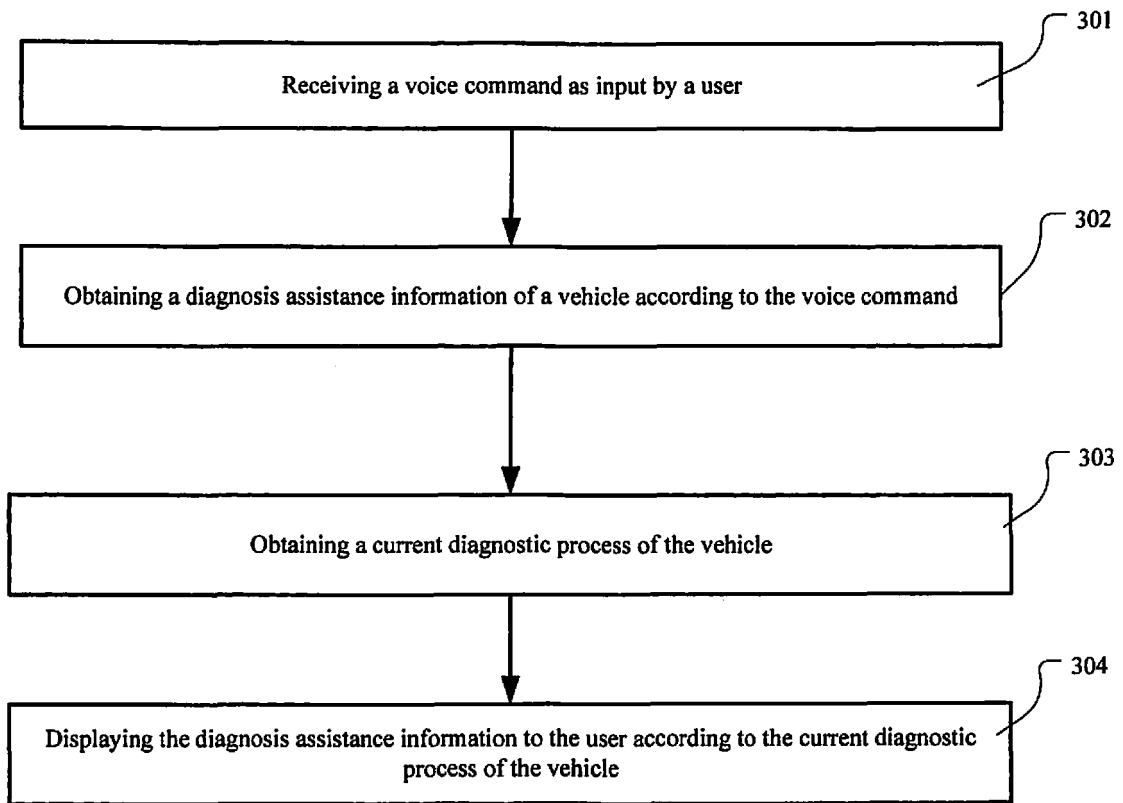 301
Receiving a voice command as input by a user
302
Obtaining a diagnosis assistance information of a vehicle according to the voice command
303
Obtaining a current diagnostic process of the vehicle
304
Displaying the diagnosis assistance information to the user according to the current diagnostic
process of the vehicle